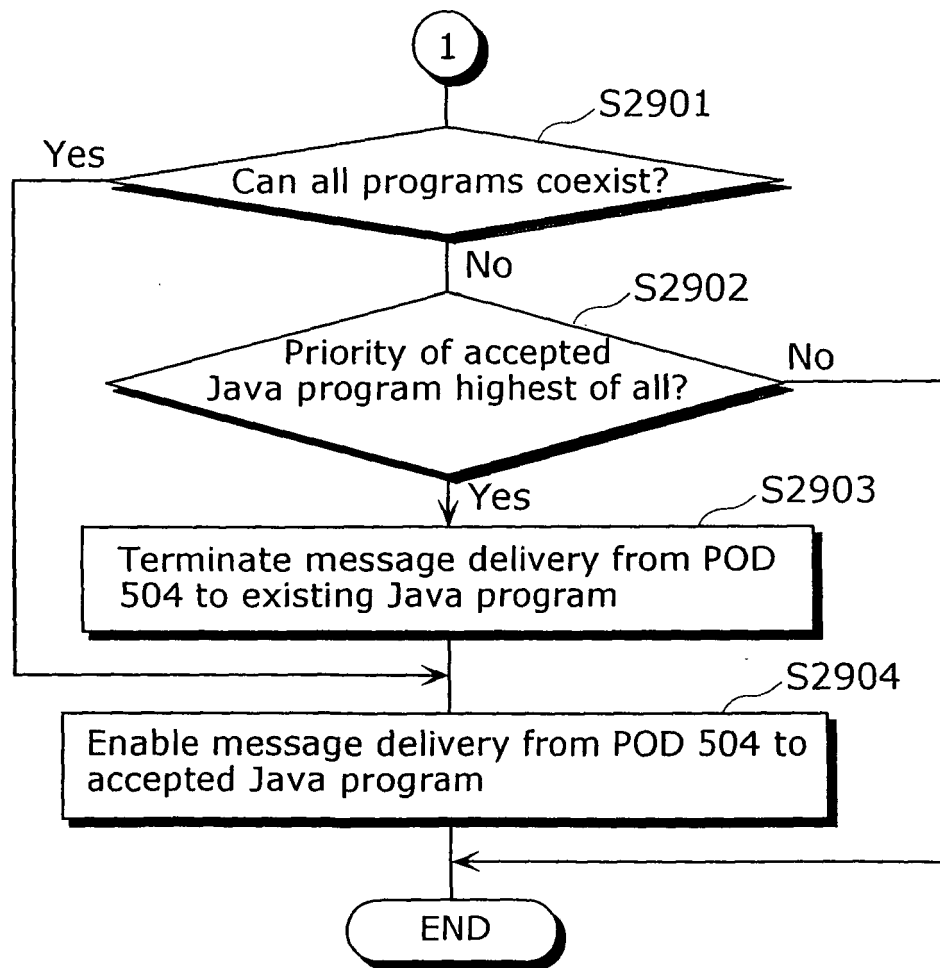 1
S2901
Yes
Can all programs coexist?
No
S2902
Priority of accepted
Java program highest of all?
No
Yes
S2903
Terminate message delivery from POD
504 to existing Java program
S2904
Enable message delivery from POD 504 to
accepted Java program
END